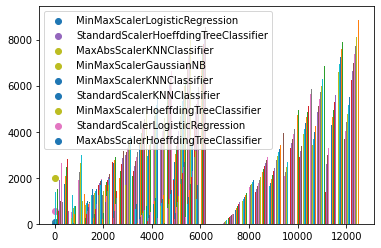 8000
6000
4000
2000
0
MinMaxScalerLogisticRegression
StandardScalerHoeffdingTreeClassifier
MaxAbsScalerKNNClassifier
MinMaxScalerGaussianNB
MinMaxScalerKNNClassifier
StandardScalerKNNClassifier
MinMaxScalerHoeffdingTreeClassifier
StandardScalerLogisticRegression
MaxAbsScalerHoeffdingTreeClassifier
0 2000 4000 6000 8000 10000 12000